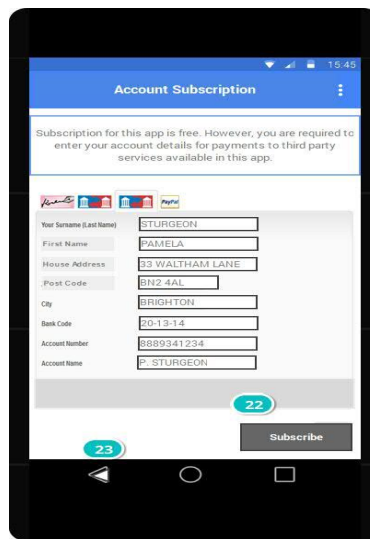 15:45
Account Subscription
Subscription for this app is free. However, you are required to
enter your account details for payments to third party
services available in this app.
PayPal
Your Surname (Last Name) STURGEON
First Name PAMELA
House Address 33 WALTHAM LANE
Post Code BN2 4AL
City BRIGHTON
Bank Code 20-13-14
Account Number 8889341234
Account Name P. STURGEON
22
Subscribe
23